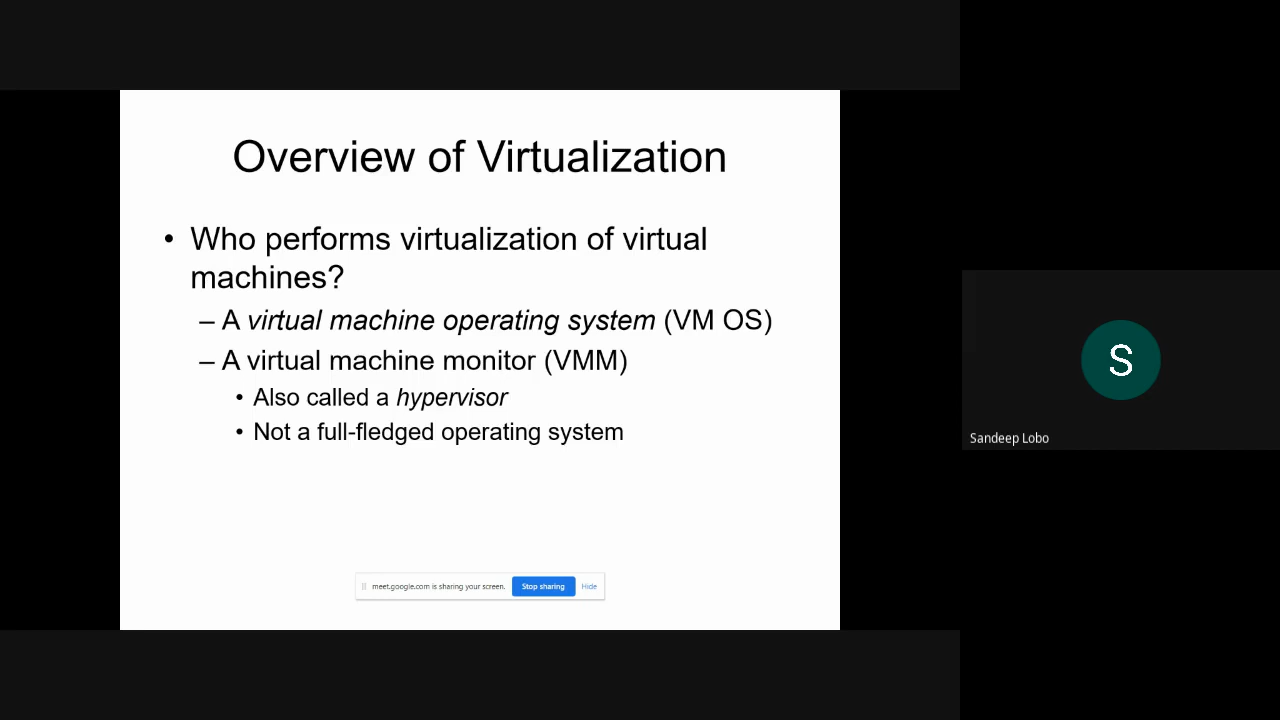 Overview of Virtualization
• Who performs virtualization of virtual
machines?
– A virtual machine operating system (VM OS)
– A virtual machine monitor (VMM)
• Also called a hypervisor
• Not a full-fledged operating system
meet.google.com is sharing your screen. Stop sharing Hide
S
Sandeep Lobo